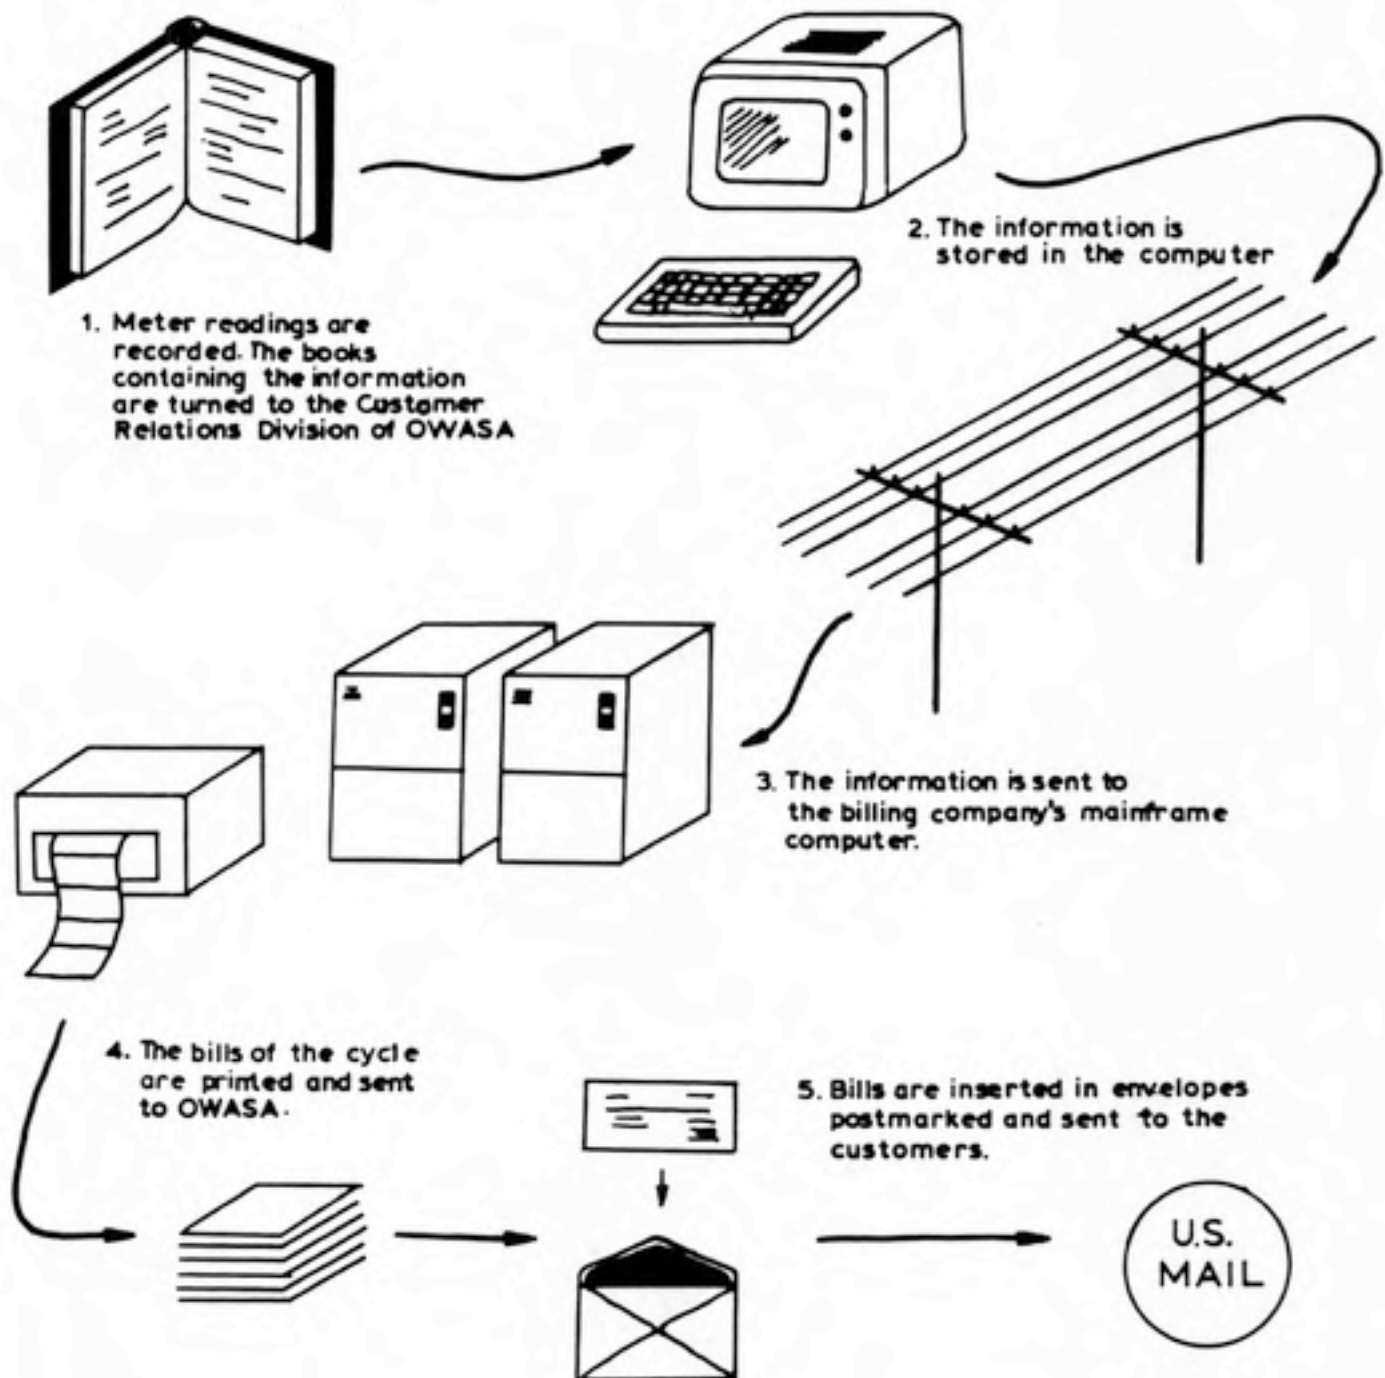 1. Meter readings are
recorded. The books
containing the information
are turned to the Customer
Relations Division of OWASA
2. The information is
stored in the computer
3. The information is sent to
the billing company's mainframe
computer.
4. The bills of the cycle
are printed and sent
to OWASA.
5. Bills are inserted in envelopes
postmarked and sent to the
customers.
U.S.
MAIL